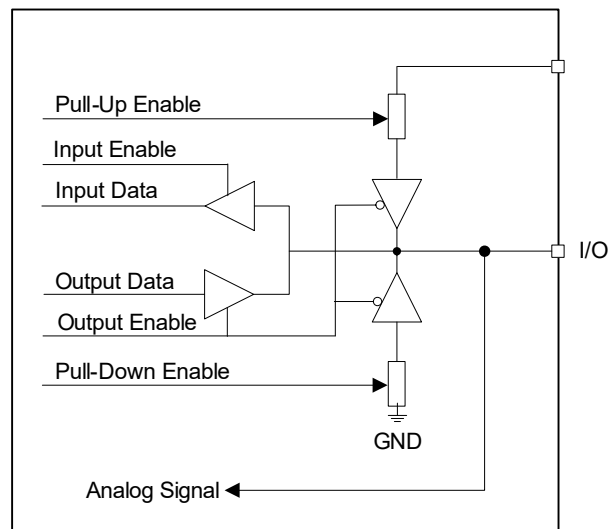 Pull-Up Enable
Input Enable
Input Data
I/O
Output Data
Output Enable
Pull-Down Enable
GND
Analog Signal